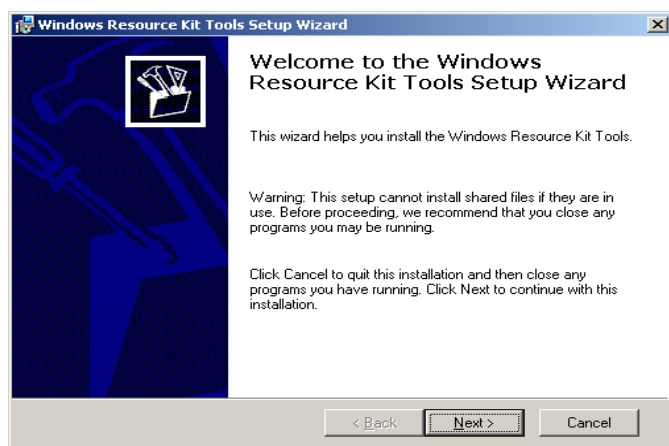 Windows Resource Kit Tools Setup Wizard
Welcome to the Windows
Resource Kit Tools Setup Wizard
This wizard helps you install the Windows Resource Kit Tools.
Warning: This setup cannot install shared files if they are in
use. Before proceeding, we recommend that you close any
programs you may be running.
Click Cancel to quit this installation and then close any
programs you have running. Click Next to continue with this
installation.
< Back
Next >
Cancel